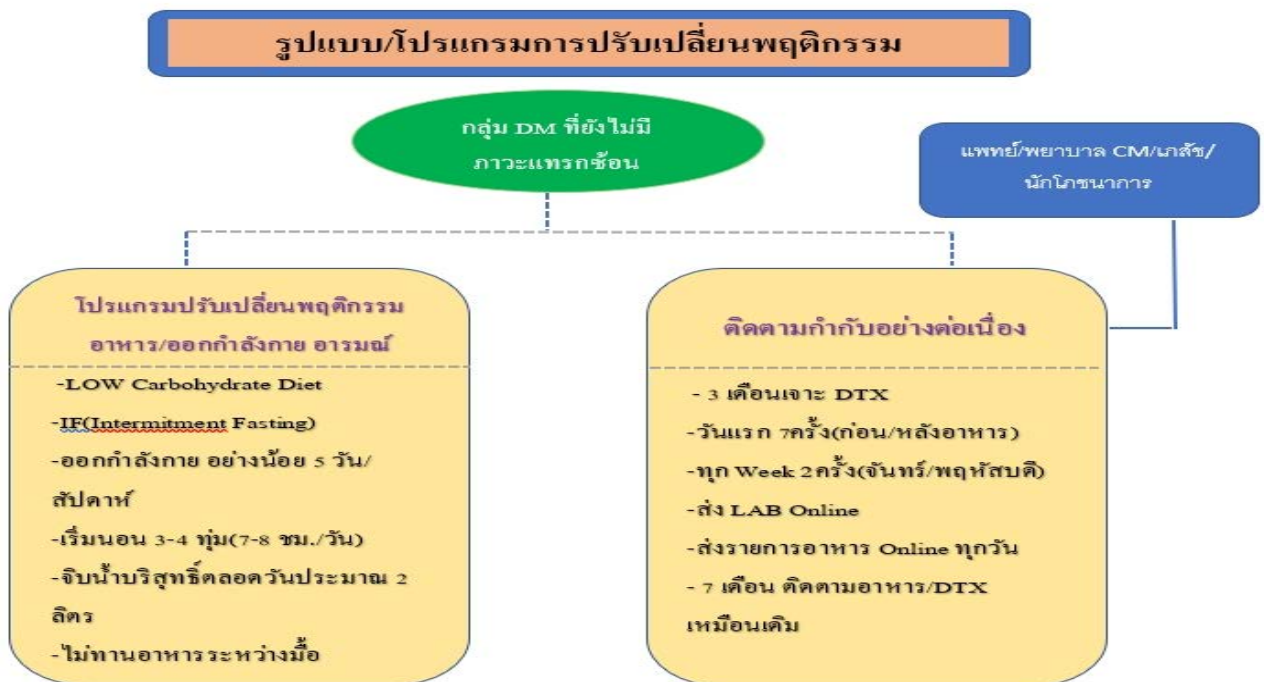 รูปแบบ/โปรแกรมการปรับเปลี่ยนพฤติกรรม
กลุ่ม DM ที่ยังไม่มี
ภาวะแทรกซ้อน
แพทย์/พยาบาล CM/เภสัช/
นักโภชนาการ
โปรแกรมปรับเปลี่ยนพฤติกรรม
อาหาร/ออกกำลังกาย อารมณ์
-LOW Carbohydrate Diet
-IF(Intermitment Fasting)
-ออกกำลังกาย อย่างน้อย 5 วัน/
สัปดาห์
-เริ่มนอน 3-4 ทุ่ม(7-8 ชม./วัน)
-จิบน้ำบริสุทธิ์ตลอดวันประมาณ 2
ลิตร
-ไม่ทานอาหารระหว่างมื้อ
ติดตามกำกับอย่างต่อเนื่อง
- 3 เดือนเจาะ DTX
-วันแรก 7ครั้ง(ก่อน/หลังอาหาร)
-ทุก Week 2ครั้ง(จันทร์/พฤหัสบดี)
-ส่ง LAB Online
-ส่งรายการอาหาร Online ทุกวัน
- 7 เดือน ติดตามอาหาร/DTX
เหมือนเดิม